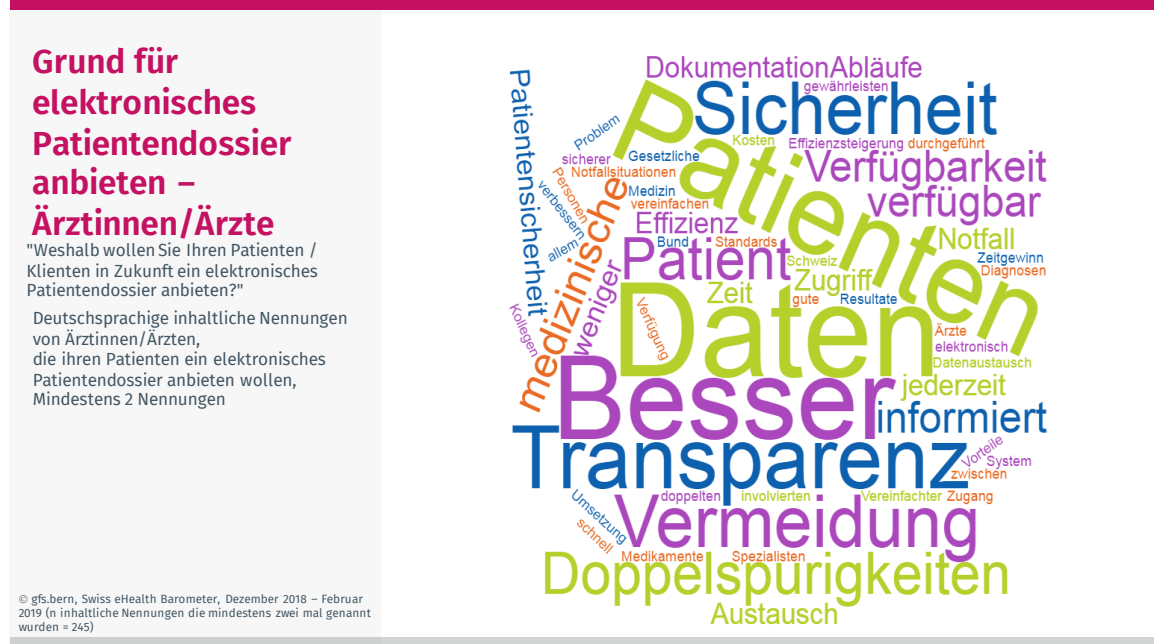 Grund für
elektronisches
Patientendossier
anbieten –
Ärztinnen/Ärzte
"Weshalb wollen Sie Ihren Patienten /
Klienten in Zukunft ein elektronisches
Patientendossier anbieten?"
Deutschsprachige inhaltliche Nennungen
von Ärztinnen/Ärzten,
die ihren Patienten ein elektronisches
Patientendossier anbieten wollen,
Mindestens 2 Nennungen
© gfs.bern, Swiss eHealth Barometer, Dezember 2018 – Februar
2019 (n inhaltliche Nennungen die mindestens zwei mal genannt
wurden = 245)
Dokumentation
Abläufe
gewährleisten
Sicherheit
Patienten
Patientensicherheit
Problem
Kosten
Effizienzsteigerung
durchgeführt
sicherer
Gesetzliche
Verfügbarkeit
Notfallsituationen
Personen
Medizin
verfügbar
verbessern
vereinfachen
medizinische
Effizienz
Notfall
allem
Bund
Standards
Patient
Schweiz
Zeitgewinn
Diagnosen
weniger
Zugriff
Zeit
gute
Resultate
Kollegen
Verfügung
Daten
Ärzte
elektronisch
Datenaustausch
Besser
jederzeit
informiert
Transparenz
Vorteile
System
zwischen
Umsetzung
doppelten
involvierten
Vereinfachter
Zugang
schnell
Vermeidung
Medikamente
Spezialisten
Doppelspurigkeiten
Austausch